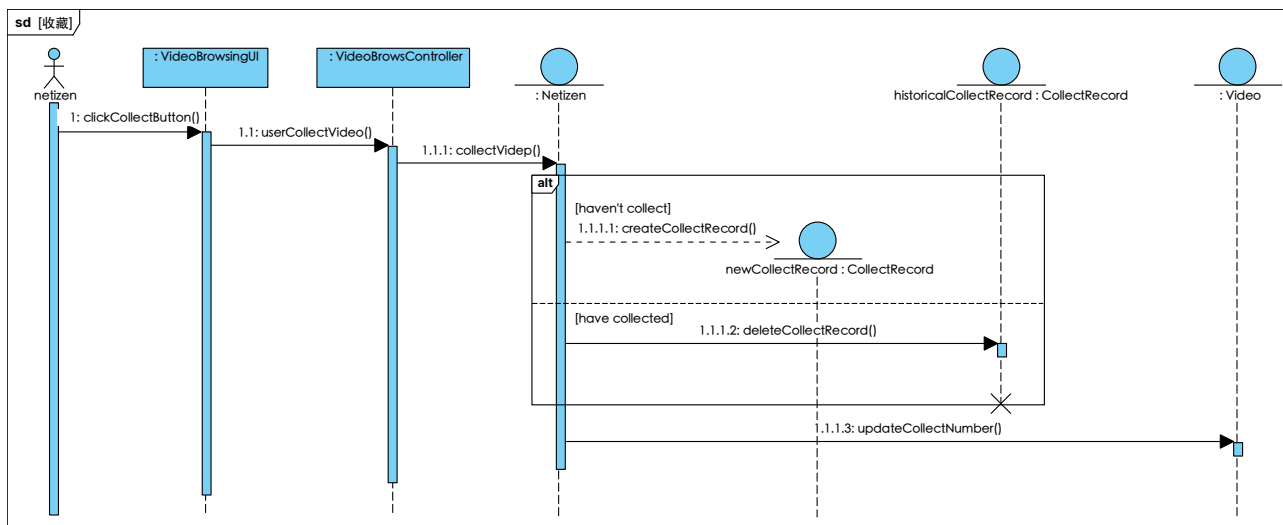 sd [收藏]
: VideoBrowsingUI
: VideoBrowsController
netizen
: Netizen
historicalCollectRecord : CollectRecord
: Video
1: clickCollectButton()
1.1: userCollectVideo()
1.1.1: collectVidep()
alt
[haven't collect]
1.1.1.1: createCollectRecord()
newCollectRecord : CollectRecord
[have collected]
1.1.1.2: deleteCollectRecord()
1.1.1.3: updateCollectNumber()